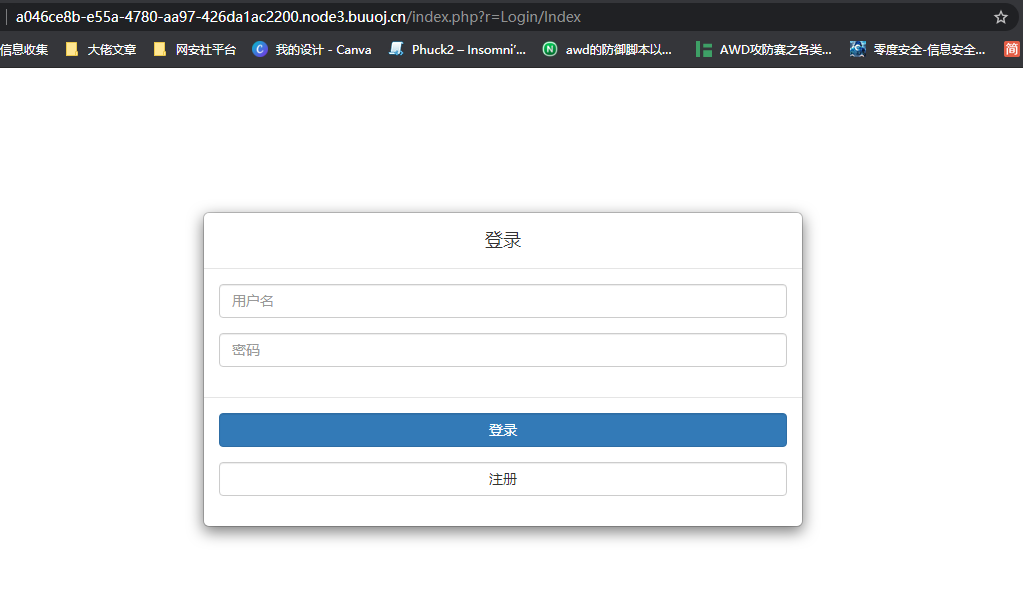 a046ce8b-e55a-4780-aa97-426da1ac2200.node3.buuoj.cn/index.php?r=Login/Index
信息收集 大佬文章 网安社平台 C 我的设计 - Canva Phuck2 – Insomni'... N awd的防御脚本以... AWD攻防赛之各类... 零度安全-信息安全... 简
登录
用户名
密码
登录
注册